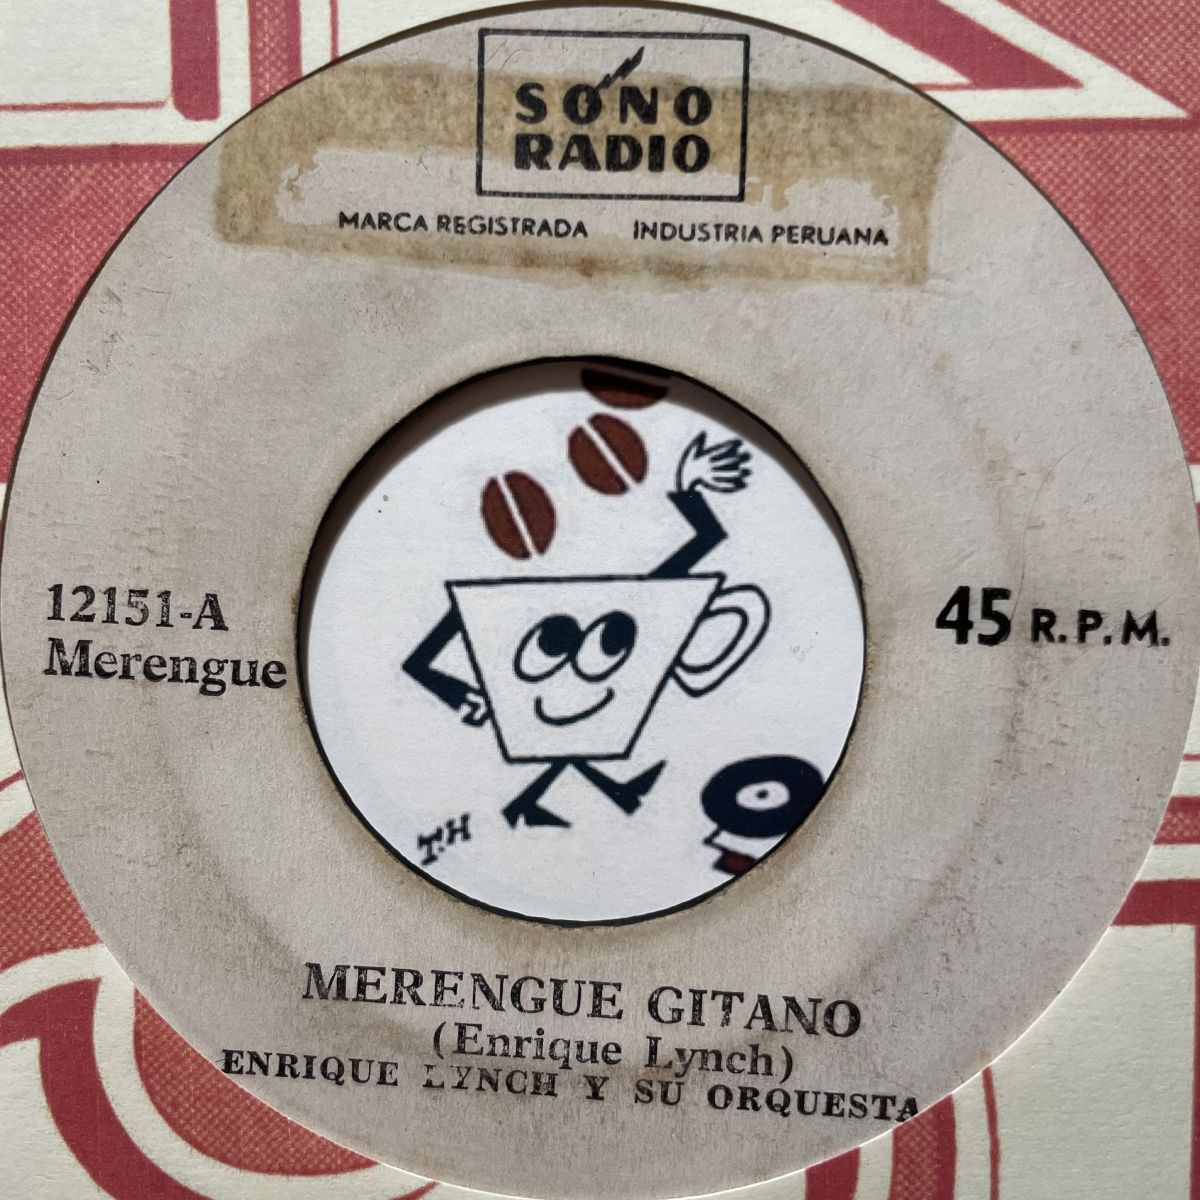 SONO
RADIO
MARCA REGISTRADA INDUSTRIA PERUANA
12151-A
Merengue
45 R.P.M.
T.H
MERENGUE GITANO
(Enrique Lynch)
ENRIQUE LYNCH Y SU ORQUESTA